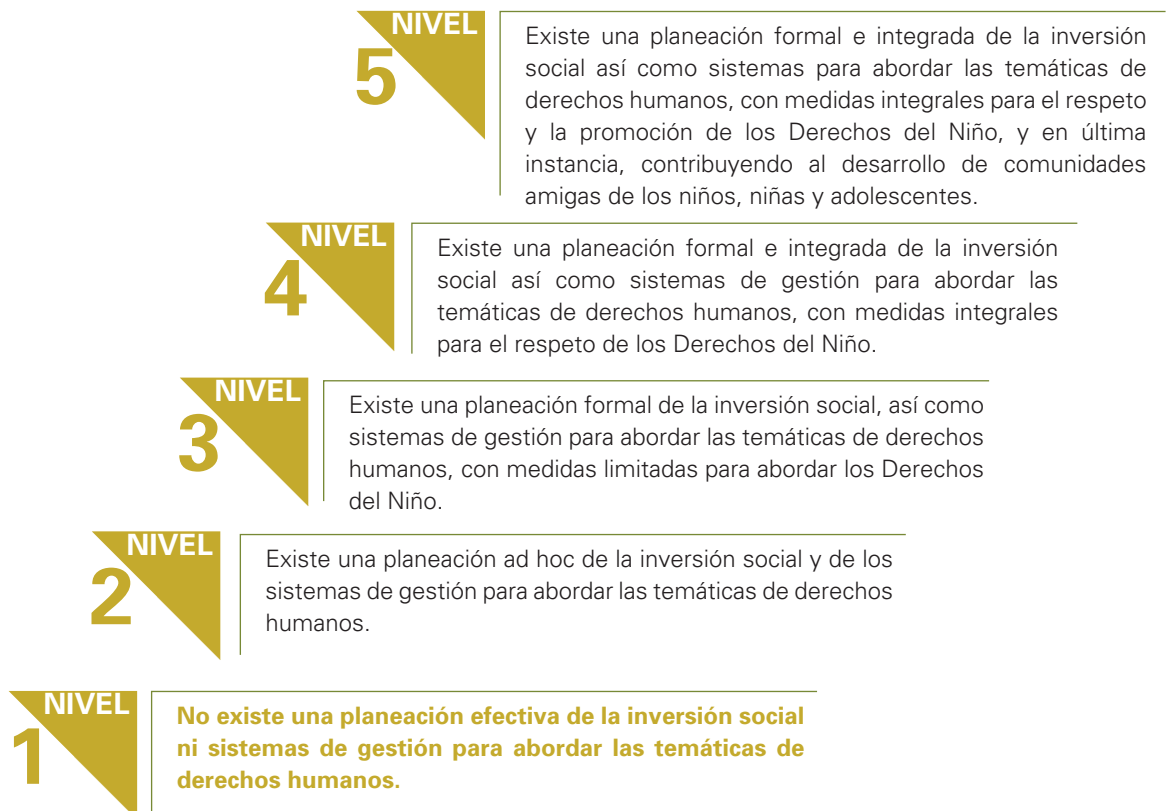 NIVEL
5
Existe una planeación formal e integrada de la inversión
social así como sistemas para abordar las temáticas de
derechos humanos, con medidas integrales para el respeto
y la promoción de los Derechos del Niño, y en última
instancia, contribuyendo al desarrollo de comunidades
amigas de los niños, niñas y adolescentes.
NIVEL
4
Existe una planeación formal e integrada de la inversión
social así como sistemas de gestión para abordar las
temáticas de derechos humanos, con medidas integrales
para el respeto de los Derechos del Niño.
NIVEL
3
Existe una planeación formal de la inversión social, así como
sistemas de gestión para abordar las temáticas de derechos
humanos, con medidas limitadas para abordar los Derechos
del Niño.
NIVEL
2
Existe una planeación ad hoc de la inversión social y de los
sistemas de gestión para abordar las temáticas de derechos
humanos.
NIVEL
1
No existe una planeación efectiva de la inversión social
ni sistemas de gestión para abordar las temáticas de
derechos humanos.